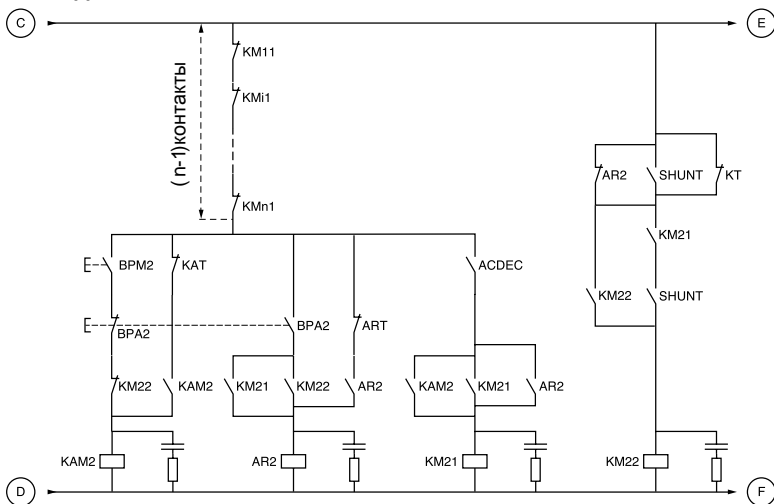 C
E
KM11
KMi1
( n-1)контакты
KMn1
AR2
SHUNT
KT
KM21
BPM2
KAT
ACDEC
KM22
SHUNT
BPA2
BPA2
ART
KM22
KAM2
KM21
KM22
AR2
KAM2
KM21
AR2
KAM2
AR2
KM21
KM22
D
F